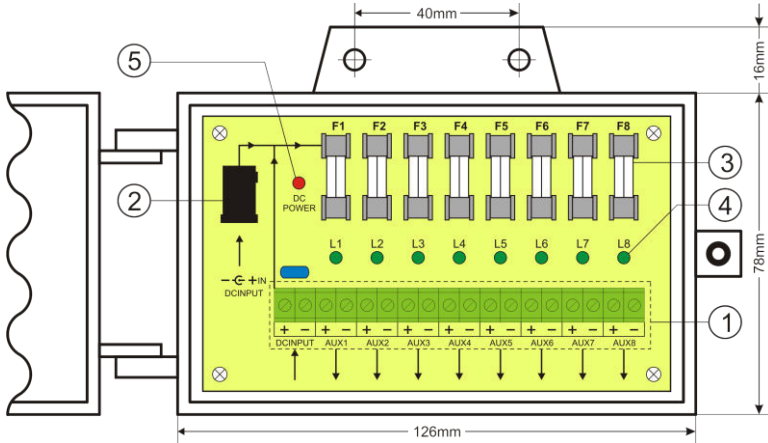 40mm
16mm
5
F1 F2 F3 F4 F5 F6 F7 F8
3
2
DC
POWER
4
L1 L2 L3 L4 L5 L6 L7 L8
78mm
- + IN
DCINPUT
1
+ - + - + - + - + - + - + - + - + -
DCINPUT AUX1 AUX2 AUX3 AUX4 AUX5 AUX6 AUX7 AUX8
126mm